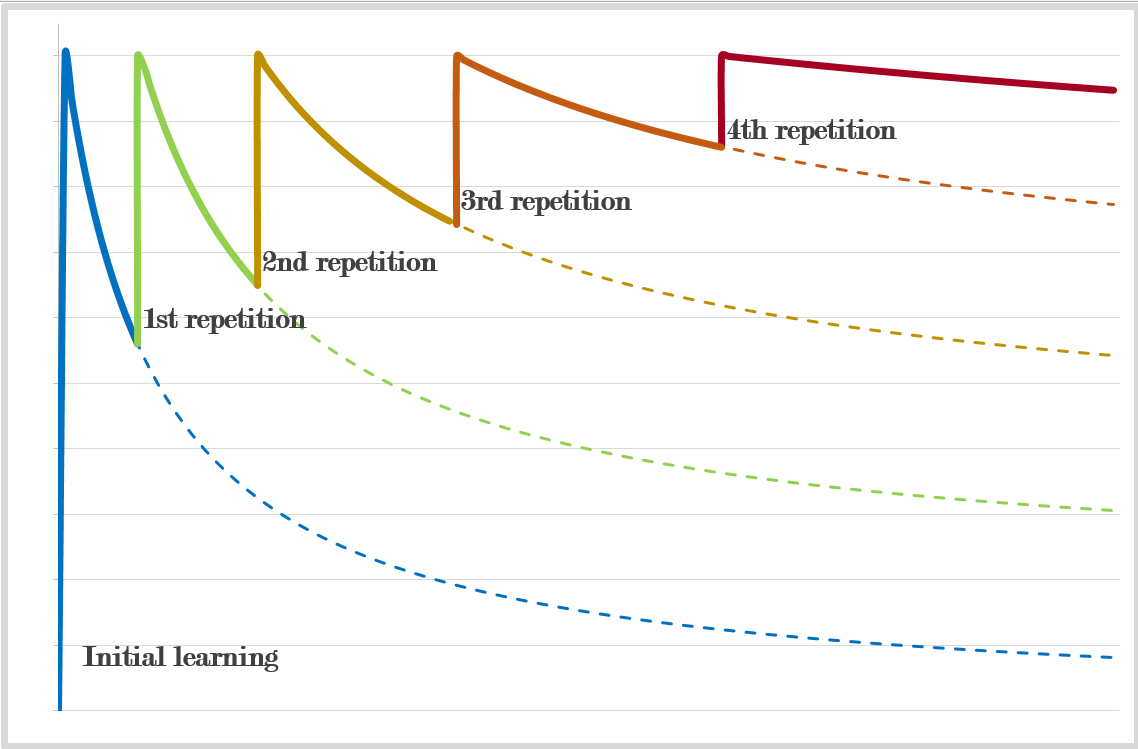 4th repetition
3rd repetition
2nd repetition
1st repetition
Initial learning